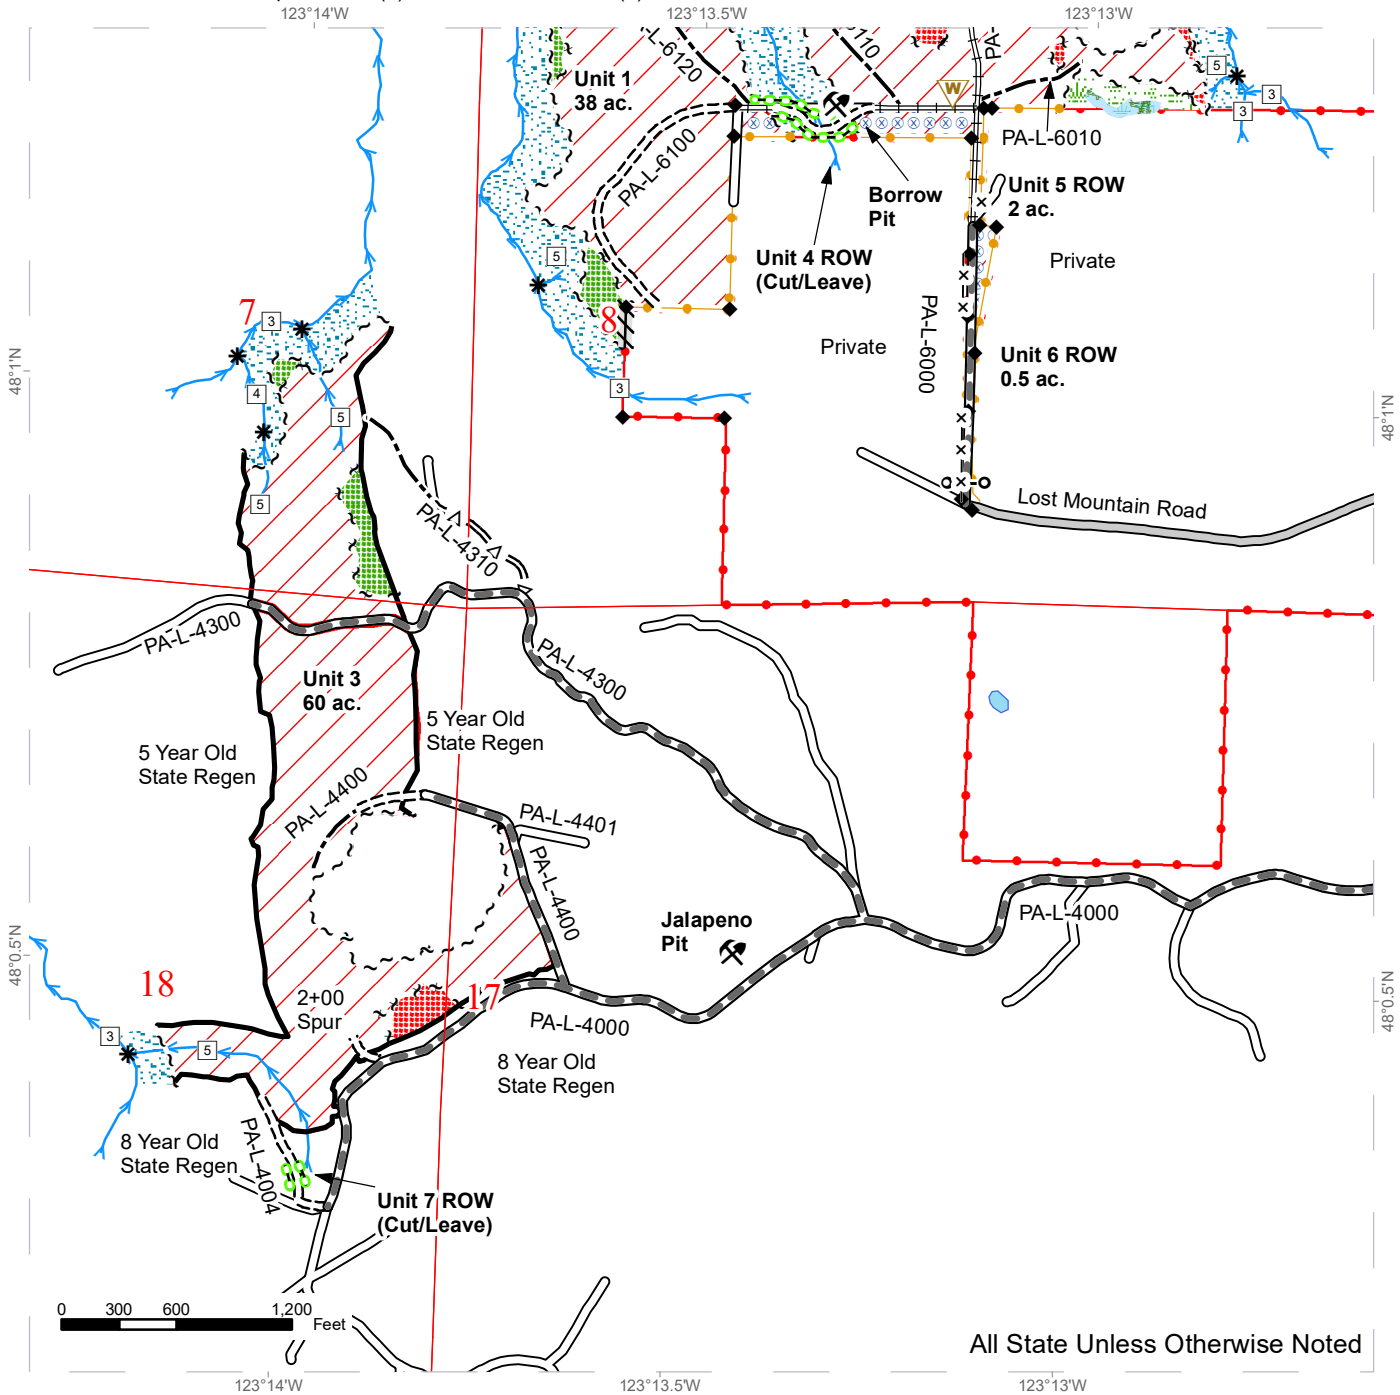 123°14'W
123°13.5'W
123°13'W
PA-L-6120
6110
PA-
Unit 1
38 ac.
W
5
3
3
PA-L-6010
PA-L-6100
Borrow
Pit
Unit 5 ROW
2 ac.
5
Unit 4 ROW
(Cut/Leave)
Private
7
3
8
PA-L-6000
Private
Unit 6 ROW
0.5 ac.
48°1'N
48°1'N
4
5
3
5
PA-L-4310
Lost Mountain Road
PA-L-4300
PA-L-4300
Unit 3
60 ac.
5 Year Old
State Regen
5 Year Old
State Regen
PA-L-4400
PA-L-4401
PA-L-4400
Jalapeno
Pit
PA-L-4000
48°0.5'N
48°0.5'N
18
17
2+00
Spur
PA-L-4000
3
5
8 Year Old
State Regen
8 Year Old
State Regen
PA-L-4004
Unit 7 ROW
(Cut/Leave)
0
300
600
1,200
Feet
All State Unless Otherwise Noted
123°14'W
123°13.5'W
123°13'W